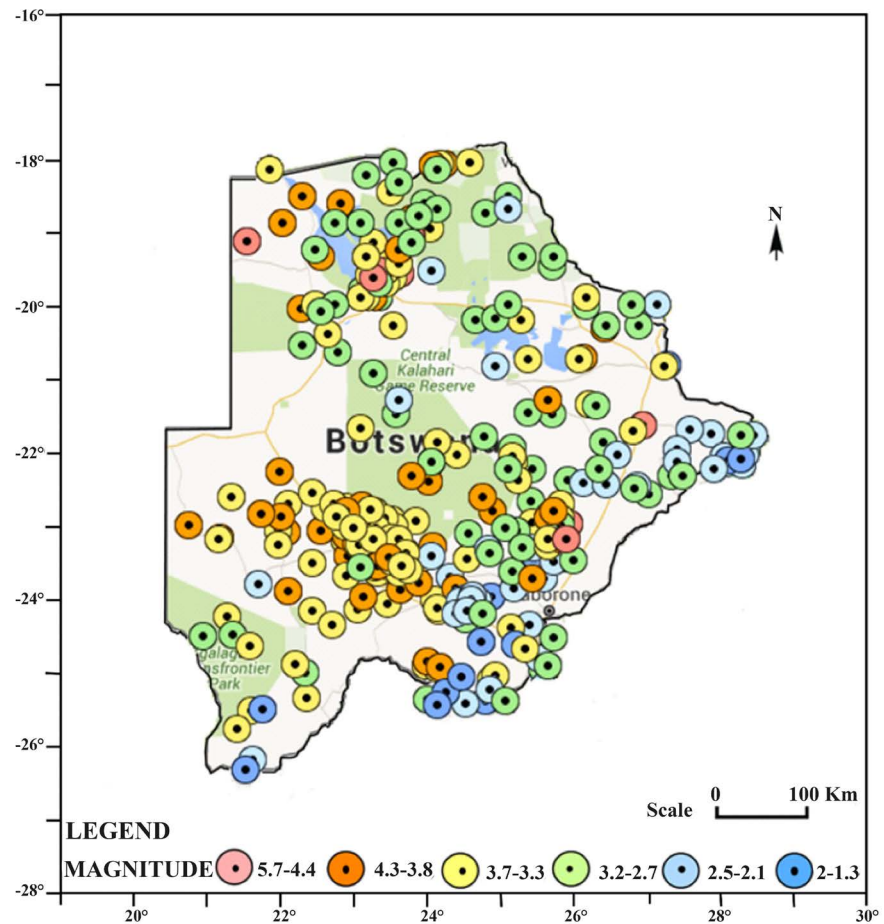 -16°
-18°
-20°
-22°
-24°
-26°
-28°
N
Central
Kalahari
Game Reserve
Botswana
Park
Scale 0 100 Km
LEGEND
MAGNITUDE 5.7-4.4 4.3-3.8 3.7-3.3 3.2-2.7 2.5-2.1 2-1.3
20° 22° 24° 26° 28° 30°